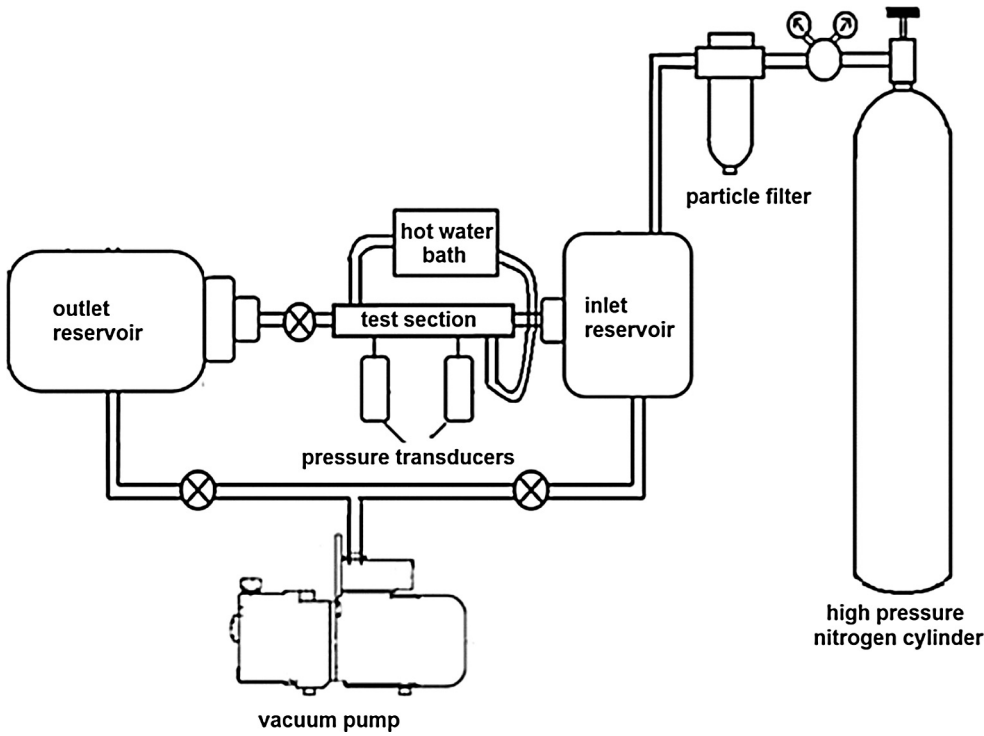 particle filter
hot water
bath
outlet
reservoir
test section
inlet
reservoir
pressure transducers
high pressure
nitrogen cylinder
vacuum pump